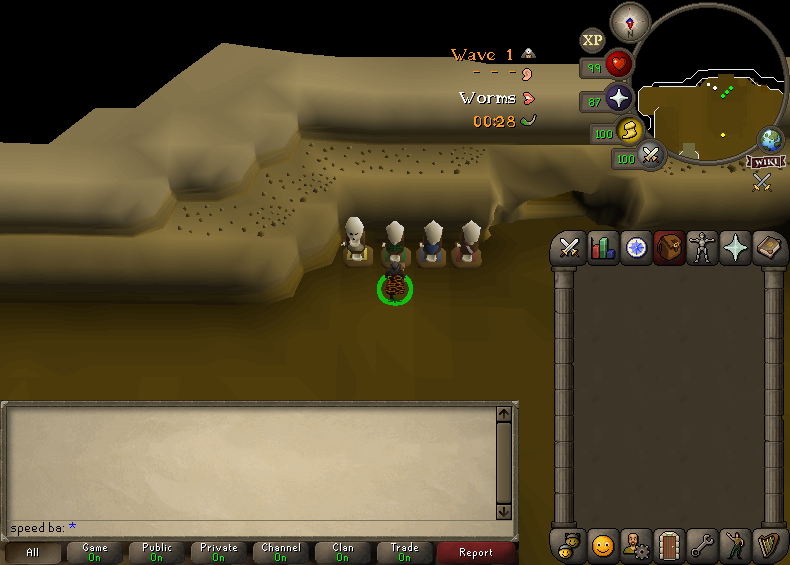 Wave 1
- - -
Worms
00:28
XP
N
99
87
100
100
WIKI
speed ba: *
All
Game
On
Public
On
Private
On
Channel
On
Clan
On
Trade
On
Report